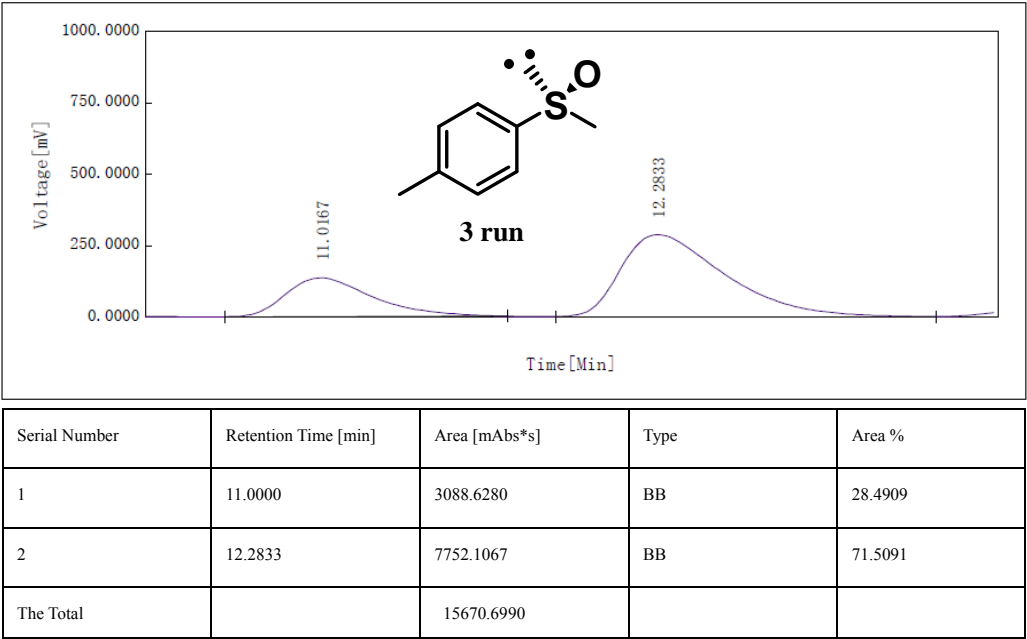 1000.0000
750.0000
500.0000
250.0000
0.0000
Voltage[mV]
O
S
3 run
11.0167
12.2833
Time[Min]
Serial Number Retention Time [min] Area [mAbs*s] Type Area %
1 11.0000 3088.6280 BB 28.4909
2 12.2833 7752.1067 BB 71.5091
The Total 15670.6990